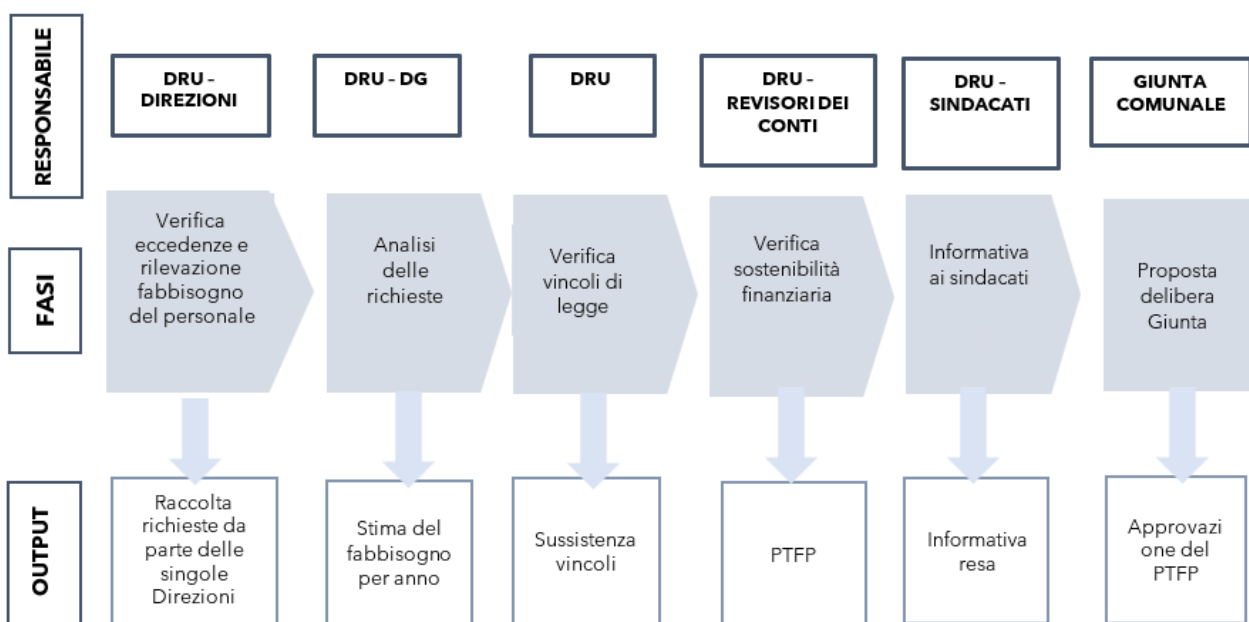 RESPONSABILE
DRU –
DIREZIONI
DRU – DG
DRU
DRU –
REVISORI DEI
CONTI
DRU –
SINDACATI
GIUNTA
COMUNALE
FASI
Verifica
eccedenze e
rilevazione
fabbisogno
del personale
Analisi
delle
richieste
Verifica
vincoli di
legge
Verifica
sostenibilità
finanziaria
Informativa
ai sindacati
Proposta
delibera
Giunta
OUTPUT
Raccolta
richieste da
parte delle
singole
Direzioni
Stima del
fabbisogno
per anno
Sussistenza
vincoli
PTFP
Informativa
resa
Approvazi
one del
PTFP